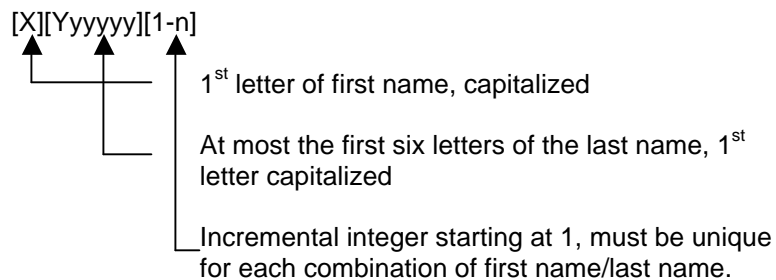 [X][Yyyyyy][1-n]
1st letter of first name, capitalized
At most the first six letters of the last name, 1st
letter capitalized
Incremental integer starting at 1, must be unique
for each combination of first name/last name.